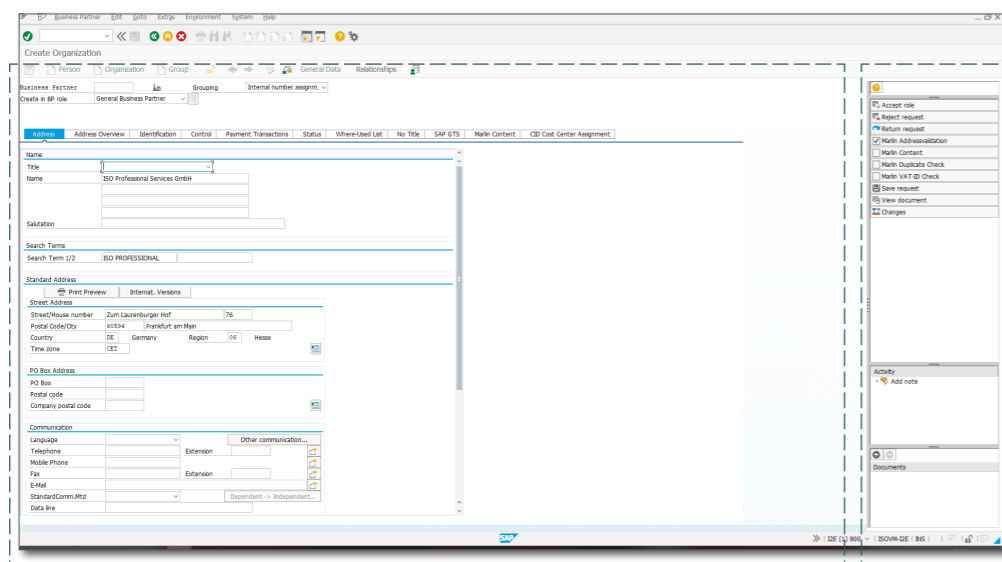 Business Partner Edit Goto Extras Environment System Help
Create Organization
Person Organization Group General Data Relationships
Business Partner Grouping Internal number assignm.
Create in BP role General Business Partner
Address Address Overview Identification Control Payment Transactions Status Where-Used List No Title SAP GTS Marlin Content CID Cost Center Assignment
Name
Title
Name ISO Professional Services GmbH
Salutation
Search Terms
Search Term 1/2 ISO PROFESSIONAL
Standard Address
Print Preview Internat. Versions
Street Address
Street/House number Zum Laurenburger Hof 76
Postal Code/City 60594 Frankfurt am Main
Country DE Germany Region 06 Hesse
Time zone CET
PO Box Address
PO Box
Postal code
Company postal code
Communication
Language Other communication...
Telephone Extension
Mobile Phone
Fax Extension
E-Mail
StandardComm.Mtd Dependent -> Independent..
Data line
Accept role
Reject request
Return request
Marlin Addressvalidation
Marlin Content
Marlin Duplicate Check
Marlin VAT-ID Check
Save request
View document
Changes
Activity
Add note
Documents
SAP
I2E (1) 800 ISOVM-I2E INS